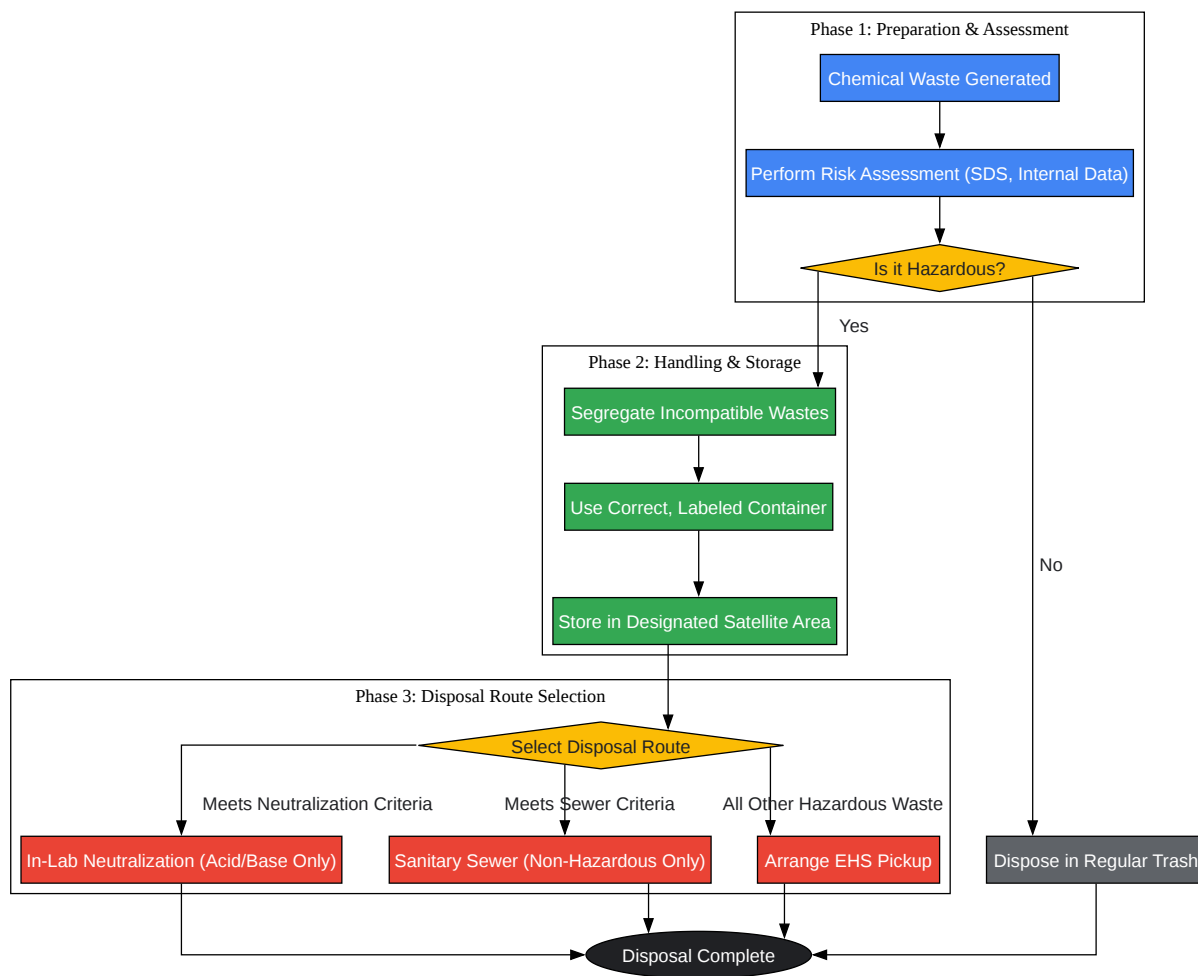 Phase 1: Preparation & Assessment
Chemical Waste Generated
Perform Risk Assessment (SDS, Internal Data)
Is it Hazardous?
Yes
No
Phase 2: Handling & Storage
Segregate Incompatible Wastes
Use Correct, Labeled Container
Store in Designated Satellite Area
Phase 3: Disposal Route Selection
Select Disposal Route
Meets Neutralization Criteria
Meets Sewer Criteria
All Other Hazardous Waste
In-Lab Neutralization (Acid/Base Only)
Sanitary Sewer (Non-Hazardous Only)
Arrange EHS Pickup
Dispose in Regular Trash
Disposal Complete